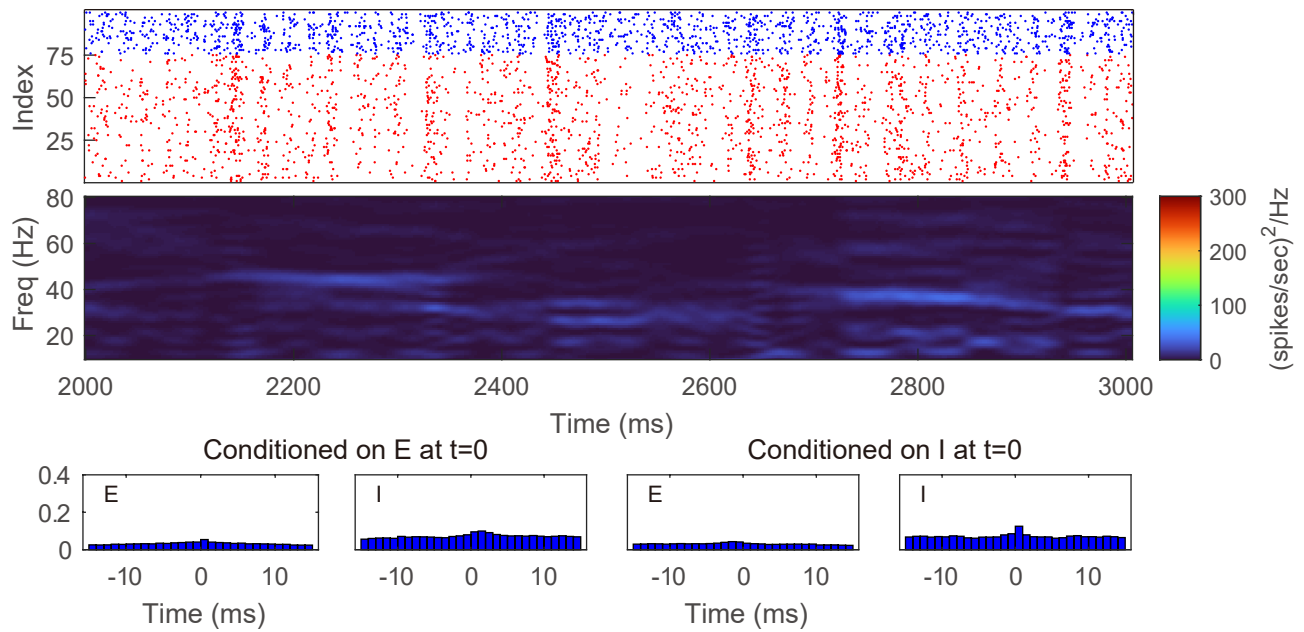 75
50
25
Index
80
60
40
20
Freq (Hz)
300
200
100
0
(spikes/sec)²/Hz
2000 2200 2400 2600 2800 3000
Time (ms)
Conditioned on E at t=0 Conditioned on I at t=0
0.4
0.2
0
E I E I
-10 0 10 -10 0 10 -10 0 10 -10 0 10
Time (ms) Time (ms)